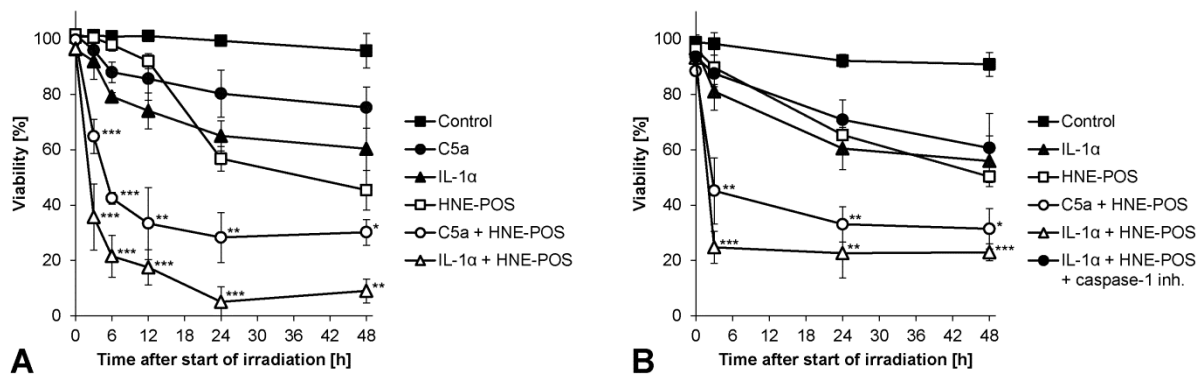 100
80
60
40
20
0
Viability [%]
0 6 12 18 24 30 36 42 48
Time after start of irradiation [h]
***
***
**
**
*
***
***
***
***
**
Control
C5a
IL-1α
HNE-POS
C5a + HNE-POS
IL-1α + HNE-POS
A
100
80
60
40
20
0
Viability [%]
0 6 12 18 24 30 36 42 48
Time after start of irradiation [h]
**
**
*
***
**
***
Control
IL-1α
HNE-POS
C5a + HNE-POS
IL-1α + HNE-POS
IL-1α + HNE-POS
+ caspase-1 inh.
B